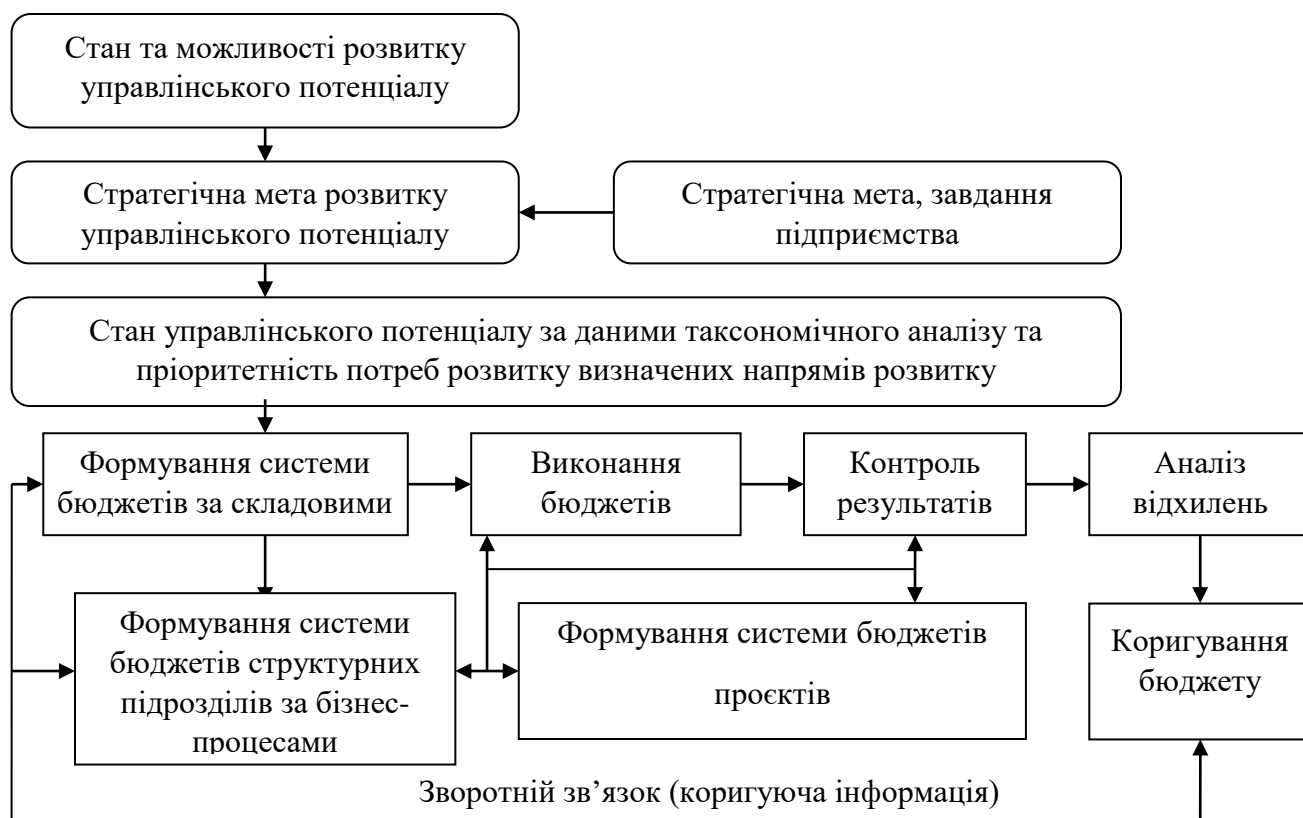 Стан та можливості розвитку
управлінського потенціалу
Стратегічна мета розвитку
управлінського потенціалу
Стратегічна мета, завдання
підприємства
Стан управлінського потенціалу за даними таксономічного аналізу та
пріоритетність потреб розвитку визначених напрямів розвитку
Формування системи
бюджетів за складовими
Виконання
бюджетів
Контроль
результатів
Аналіз
відхилень
Формування системи
бюджетів структурних
підрозділів за бізнес-
процесами
Формування системи бюджетів
проєктів
Коригування
бюджету
Зворотній зв’язок (коригуюча інформація)